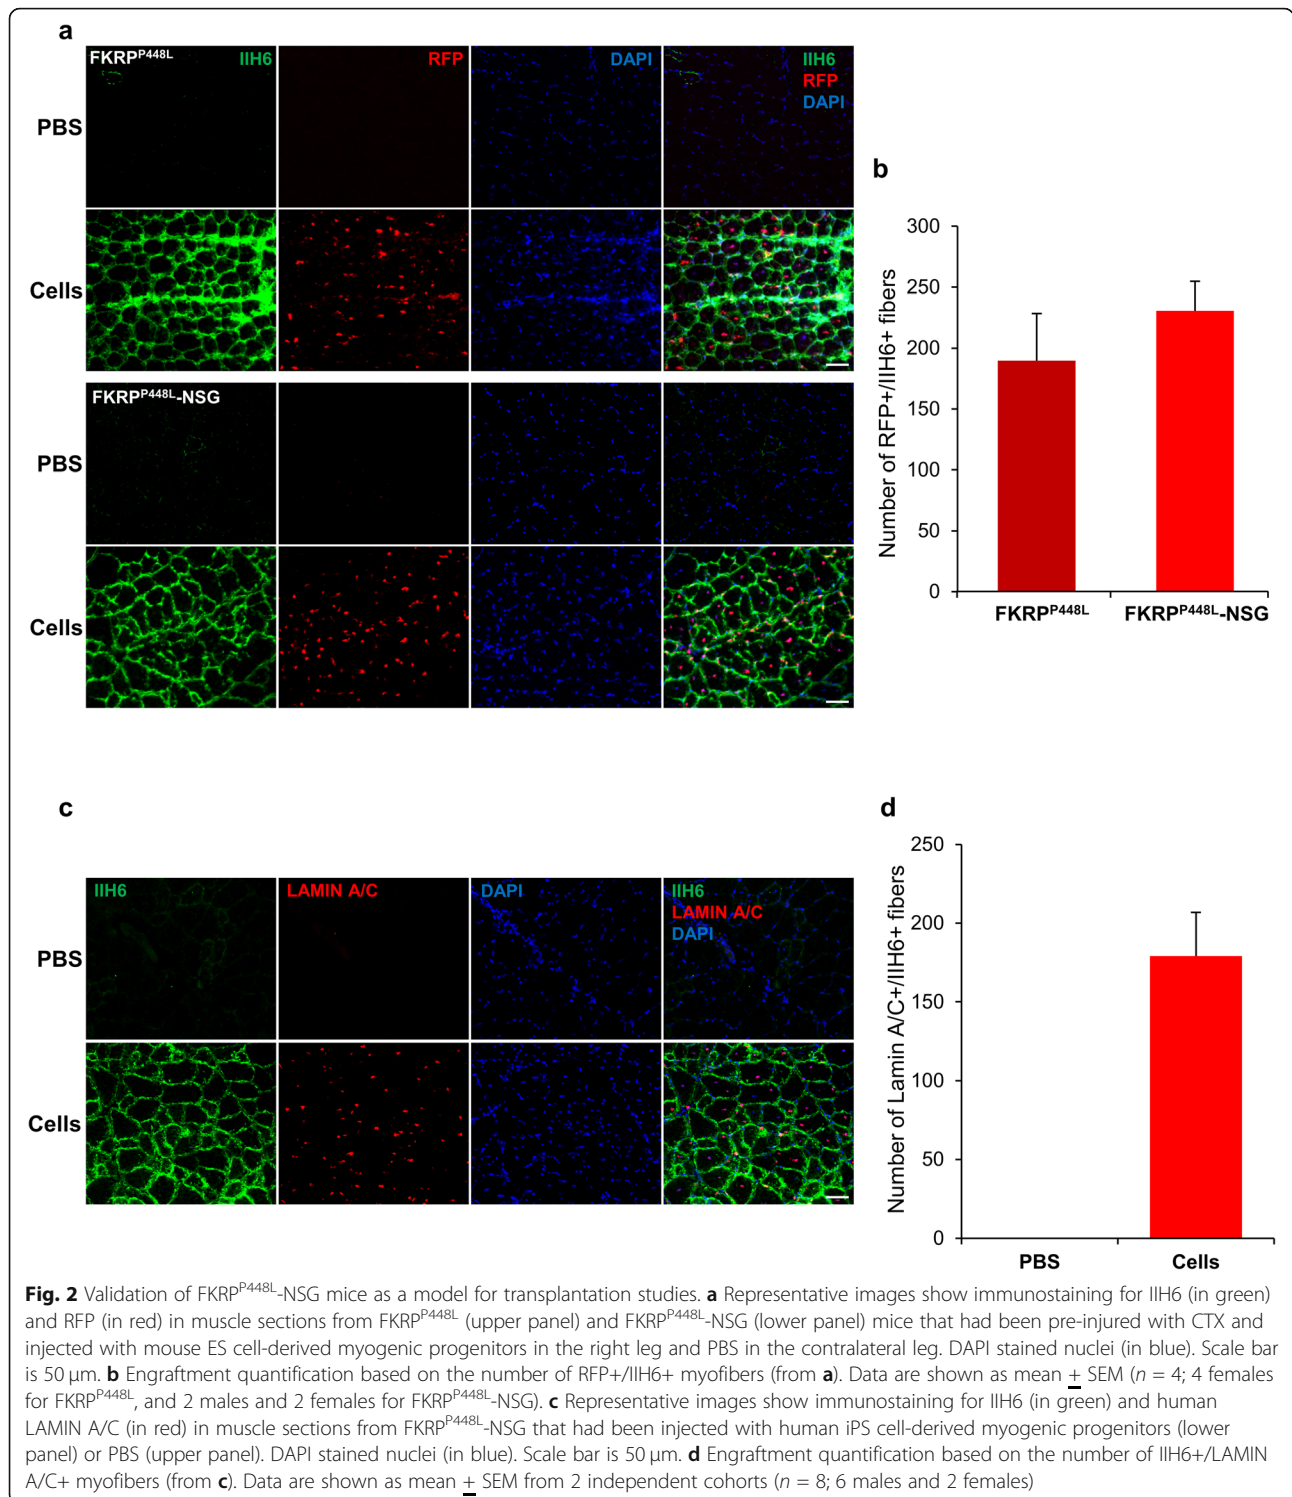 a
FKRPP448L IIH6 RFP DAPI IIH6
RFP
DAPI
PBS
Cells
FKRPP448L-NSG
PBS
Cells
b
Number of RFP+/IIH6+ fibers
300
250
200
150
100
50
0
FKRPP448L FKRPP448L-NSG
c
IIH6 LAMIN A/C DAPI IIH6
LAMIN A/C
DAPI
PBS
Cells
d
Number of Lamin A/C+/IIH6+ fibers
250
200
150
100
50
0
PBS Cells
Fig. 2 Validation of FKRPP448L-NSG mice as a model for transplantation studies. a Representative images show immunostaining for IIH6 (in green)
and RFP (in red) in muscle sections from FKRPP448L (upper panel) and FKRPP448L-NSG (lower panel) mice that had been pre-injured with CTX and
injected with mouse ES cell-derived myogenic progenitors in the right leg and PBS in the contralateral leg. DAPI stained nuclei (in blue). Scale bar
is 50 μm. b Engraftment quantification based on the number of RFP+/IIH6+ myofibers (from a). Data are shown as mean + SEM (n = 4; 4 females
for FKRPP448L, and 2 males and 2 females for FKRPP448L-NSG). c Representative images show immunostaining for IIH6 (in green) and human
LAMIN A/C (in red) in muscle sections from FKRPP448L-NSG that had been injected with human iPS cell-derived myogenic progenitors (lower
panel) or PBS (upper panel). DAPI stained nuclei (in blue). Scale bar is 50 μm. d Engraftment quantification based on the number of IIH6+/LAMIN
A/C+ myofibers (from c). Data are shown as mean + SEM from 2 independent cohorts (n = 8; 6 males and 2 females)